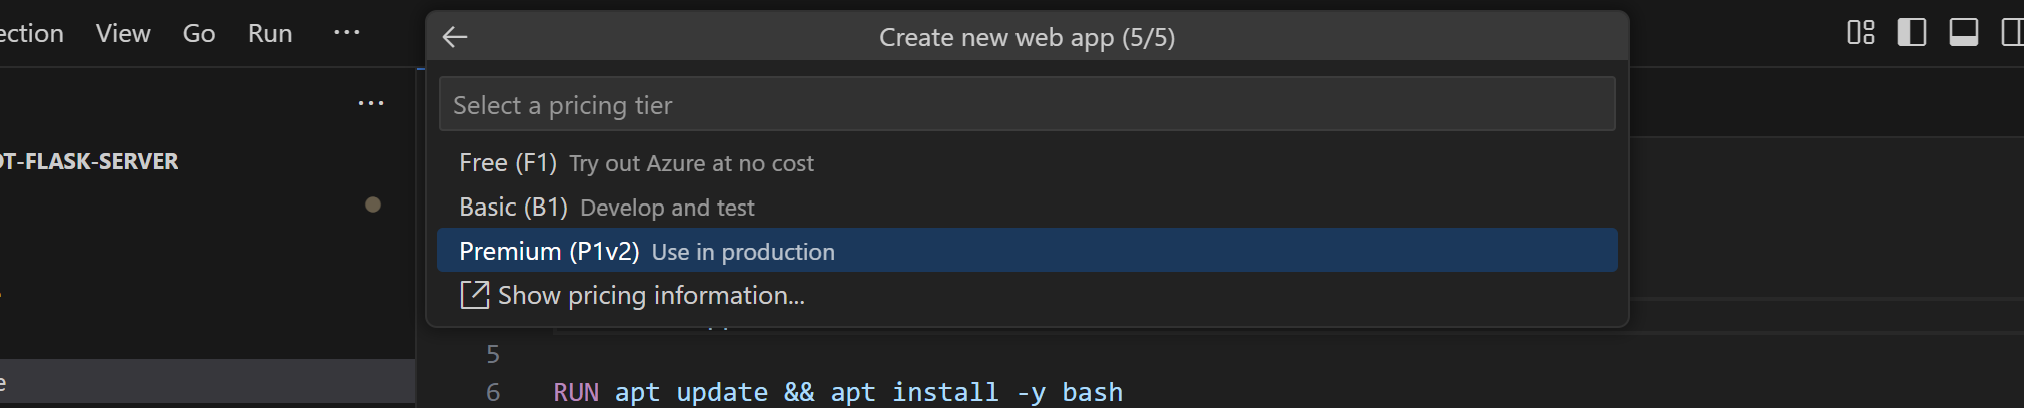 ection View Go Run ...
Create new web app (5/5)
Select a pricing tier
OT-FLASK-SERVER
Free (F1) Try out Azure at no cost
Basic (B1) Develop and test
Premium (P1v2) Use in production
Show pricing information...
5
e
6 RUN apt update && apt install -y bash